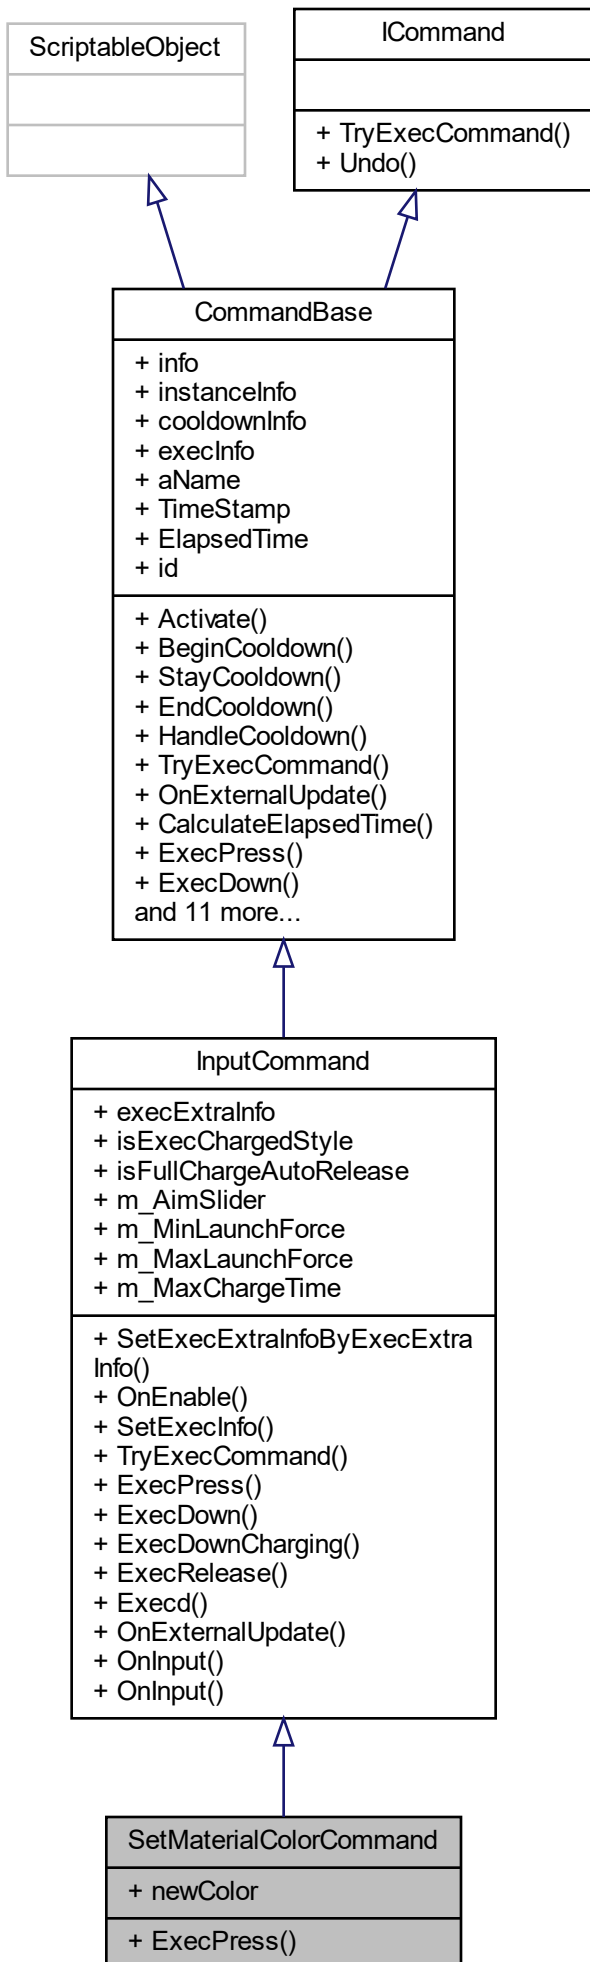 ScriptableObject
ICommand
+ TryExecCommand()
+ Undo()
CommandBase
+ info
+ instanceInfo
+ cooldownInfo
+ execInfo
+ aName
+ TimeStamp
+ ElapsedTime
+ id
+ Activate()
+ BeginCooldown()
+ StayCooldown()
+ EndCooldown()
+ HandleCooldown()
+ TryExecCommand()
+ OnExternalUpdate()
+ CalculateElapsedTime()
+ ExecPress()
+ ExecDown()
and 11 more...
InputCommand
+ execExtraInfo
+ isExecChargedStyle
+ isFullChargeAutoRelease
+ m_AimSlider
+ m_MinLaunchForce
+ m_MaxLaunchForce
+ m_MaxChargeTime
+ SetExecExtraInfoByExecExtra
Info()
+ OnEnable()
+ SetExecInfo()
+ TryExecCommand()
+ ExecPress()
+ ExecDown()
+ ExecDownCharging()
+ ExecRelease()
+ Execd()
+ OnExternalUpdate()
+ OnInput()
+ OnInput()
SetMaterialColorCommand
+ newColor
+ ExecPress()